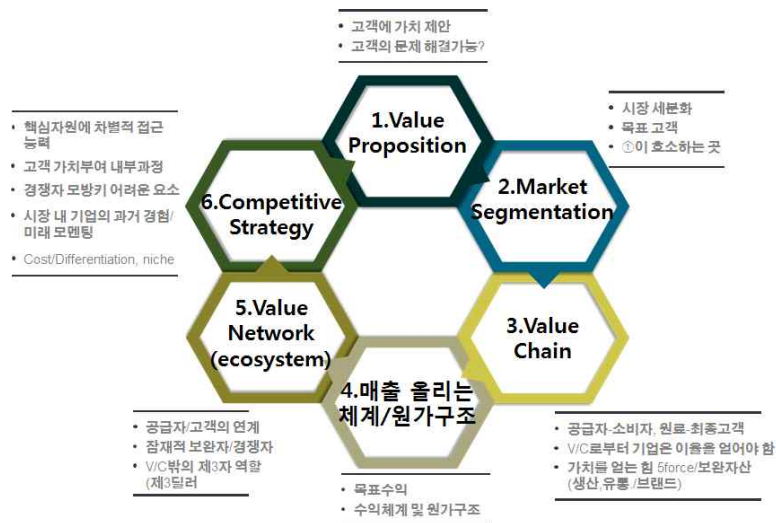 • 고객에 가치 제안
• 고객의 문제 해결가능?
1.Value
Proposition
• 시장 세분화
• 목표 고객
• ①이 호소하는 곳
2.Market
Segmentation
3.Value
Chain
• 공급자-소비자, 원료-최종고객
• V/C로부터 기업은 이율을 얻어야 함
• 가치를 얻는 힘 5force/보완자산
(생산,유통./브랜드)
4.매출 올리는
체계/원가구조
• 목표수익
• 수익체계 및 원가구조
5.Value
Network
(ecosystem)
• 공급자/고객의 연계
• 잠재적 보완자/경쟁자
• V/C밖의 제3자 역할
(제3딜러
6.Competitive
Strategy
• 핵심자원에 차별적 접근
능력
• 고객 가치부여 내부과정
• 경쟁자 모방키 어려운 요소
• 시장 내 기업의 과거 경험/
미래 모멘팅
• Cost/Differentiation, niche